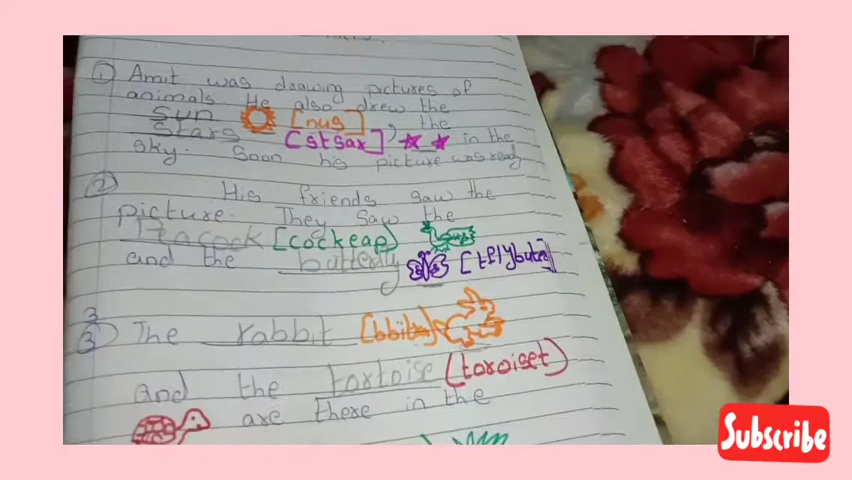 ① Amit was drawing pictures of
animals. He also drew the
Sun [nus] the
Stars [stsar], in the
sky. Soon his picture was ready
② His friends saw the
picture. They saw the
Peacock [cockeap)
and the butterfly
3
③ The rabbit
and the tortoise (toroiset)
are there in the
Subscribe